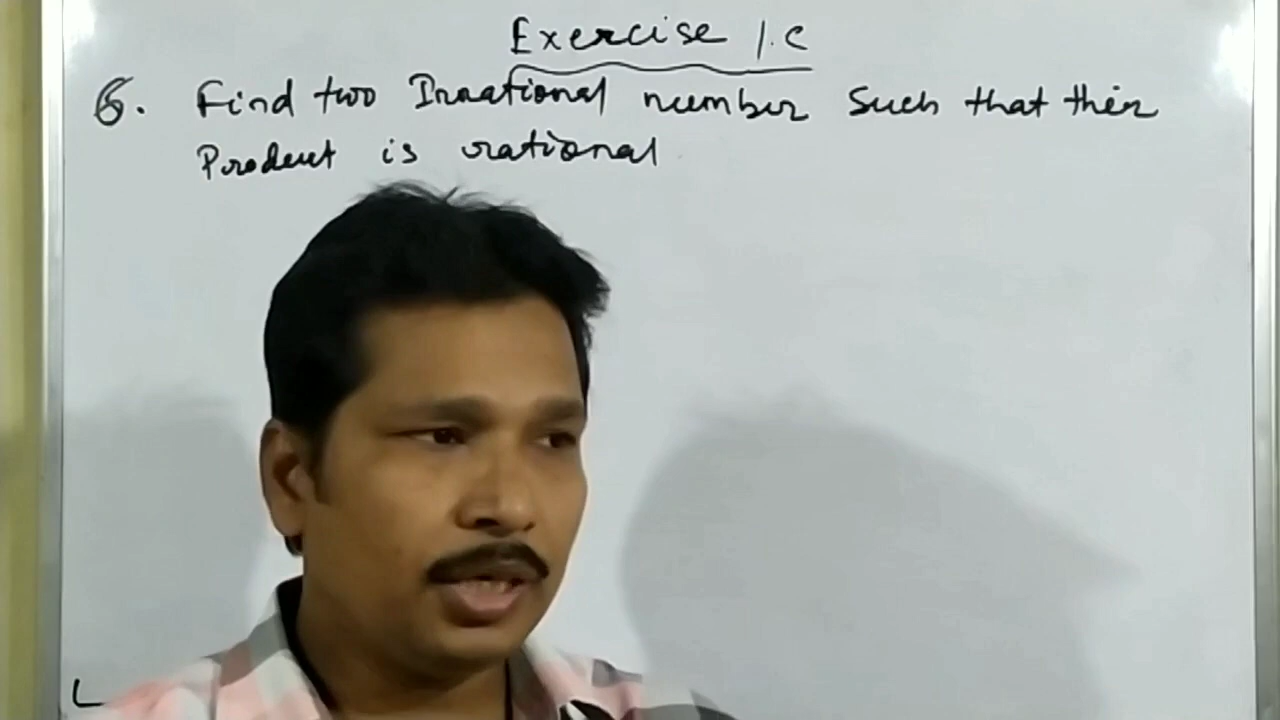 Exercise 1.c
6. Find two Irrational number such that their
Product is rational
L